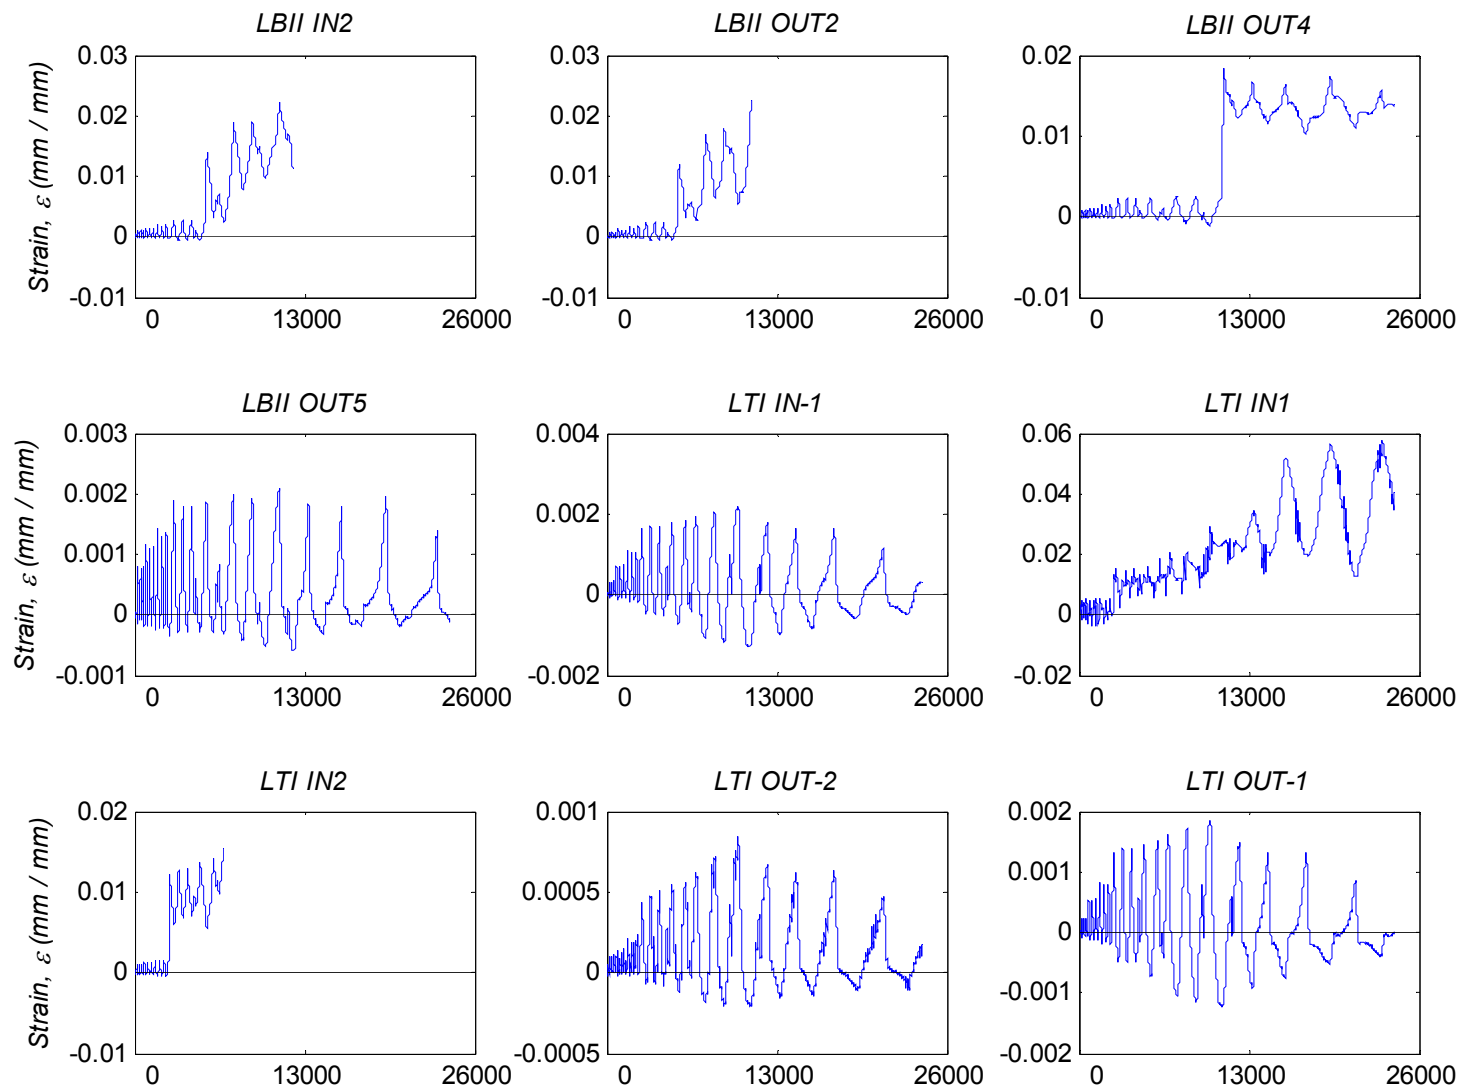 LBII IN2 LBII OUT2 LBII OUT4
Strain, ε (mm / mm)
0.03 0.03 0.02
0.02 0.02
0.01 0.01 0.01
0 0 0
-0.01 -0.01 -0.01
0 13000 26000 0 13000 26000 0 13000 26000
LBII OUT5 LTI IN-1 LTI IN1
Strain, ε (mm / mm)
0.003 0.004 0.06
0.002 0.002 0.04
0.001 0.02
0 0 0
-0.001 -0.002 -0.02
0 13000 26000 0 13000 26000 0 13000 26000
LTI IN2 LTI OUT-2 LTI OUT-1
Strain, ε (mm / mm)
0.02 0.001 0.002
0.01 0.0005 0.001
0 0 0
-0.001
-0.01 -0.0005 -0.002
0 13000 26000 0 13000 26000 0 13000 26000